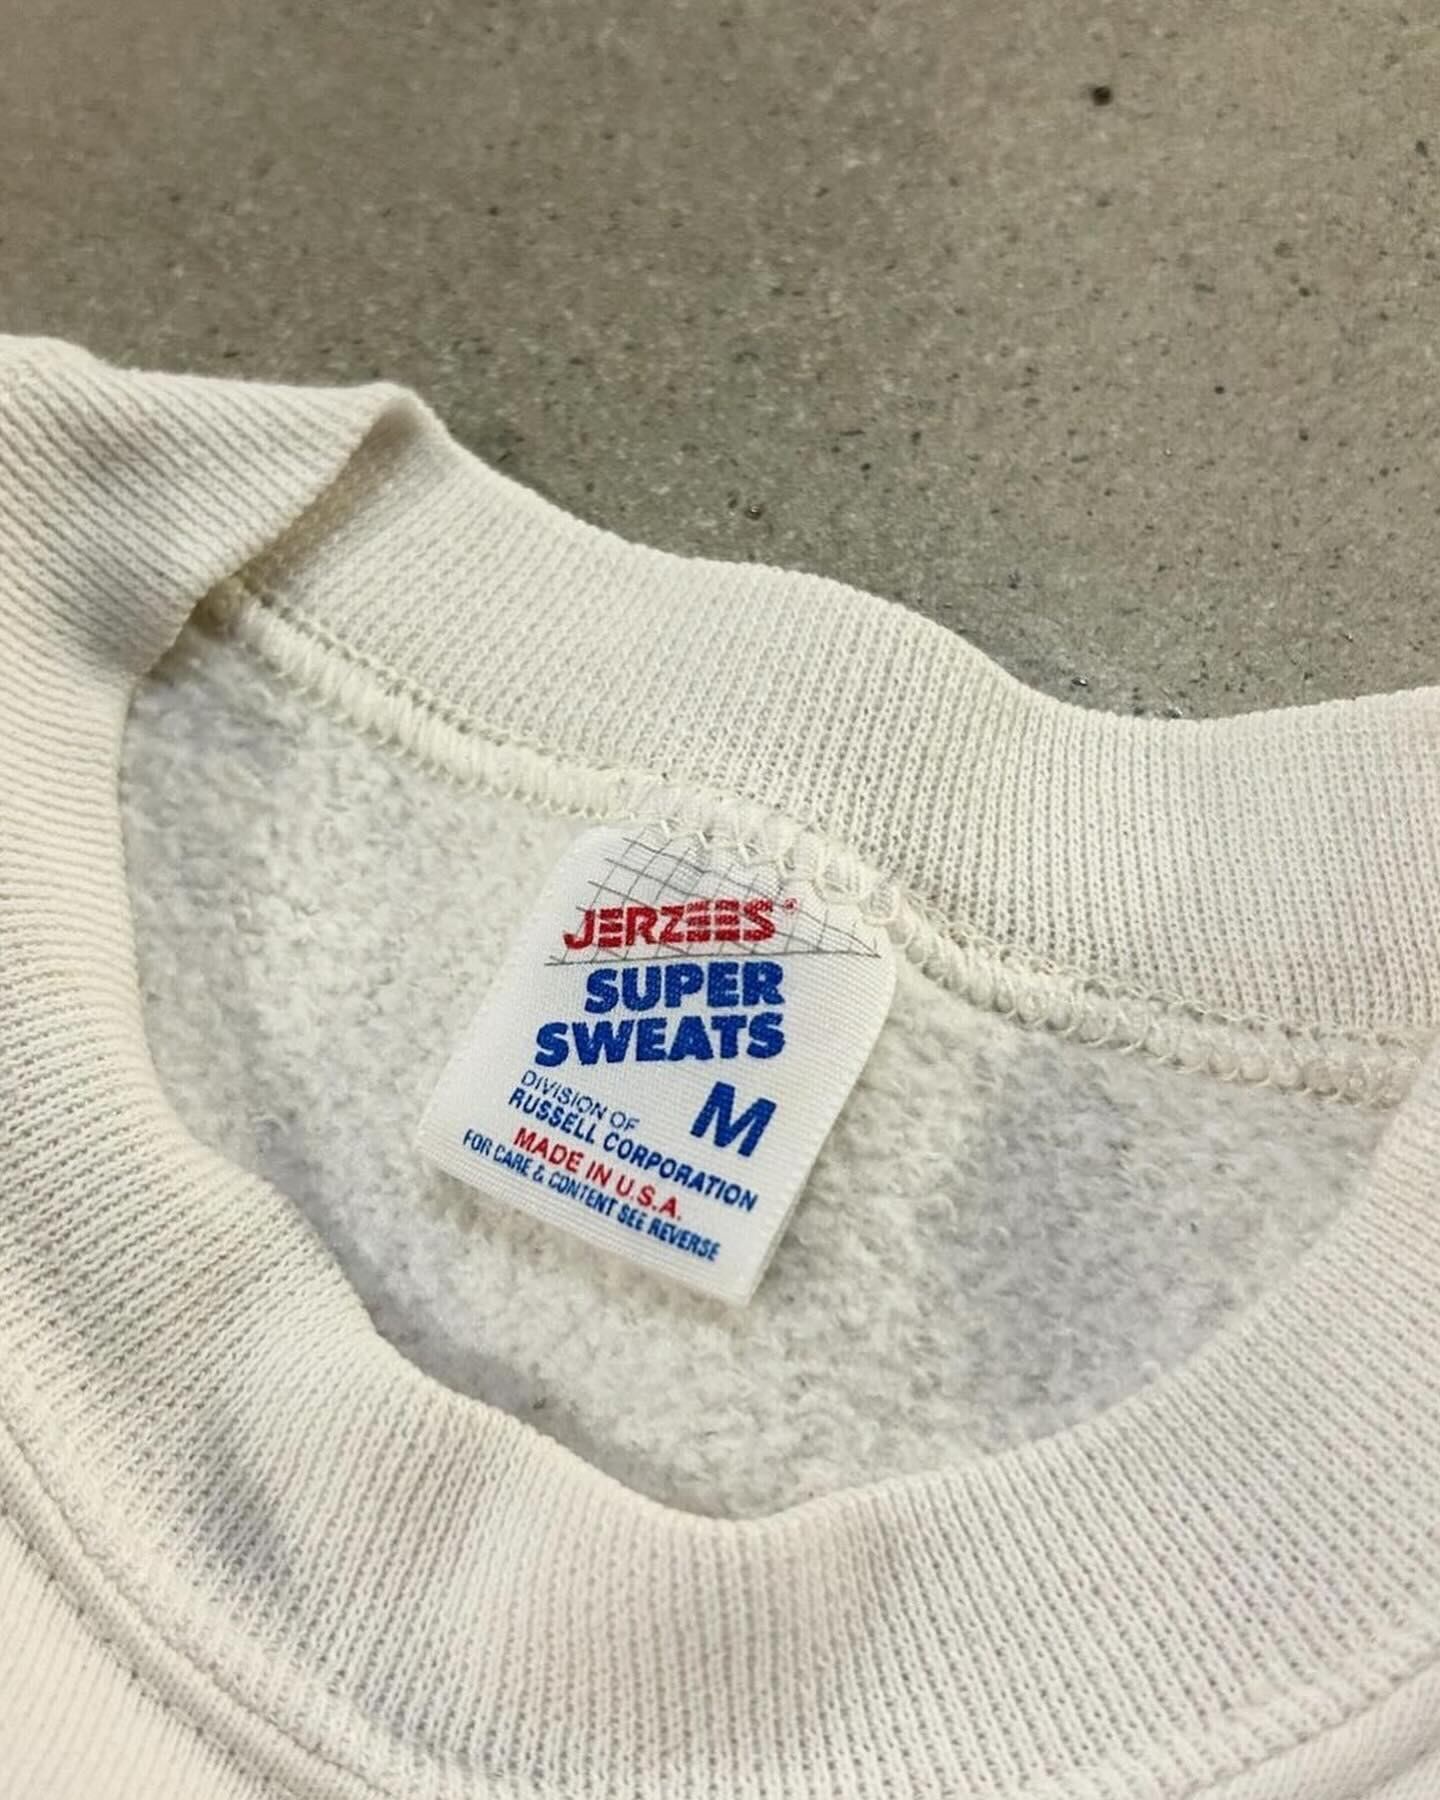 JERZEES®
SUPER
SWEATS
M
DIVISION OF
RUSSELL CORPORATION
MADE IN U.S.A.
FOR CARE & CONTENT SEE REVERSE